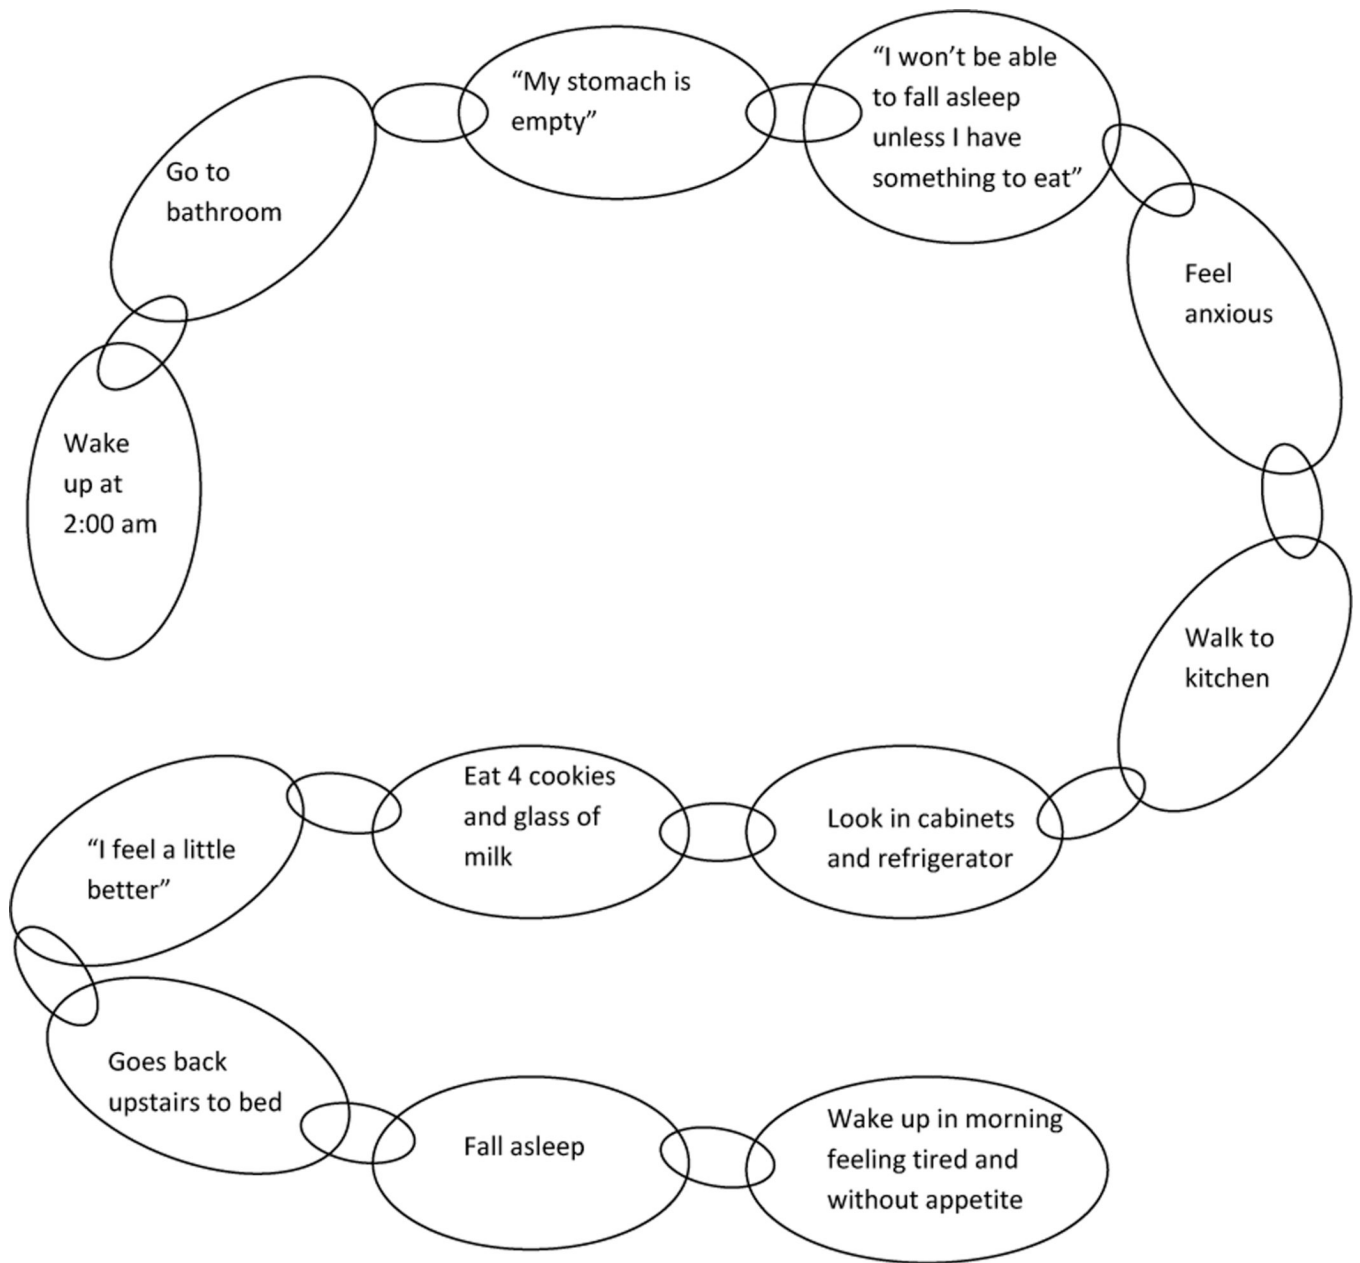 Wake
up at
2:00 am
Go to
bathroom
“My stomach is
empty”
“I won’t be able
to fall asleep
unless I have
something to eat”
Feel
anxious
Walk to
kitchen
Look in cabinets
and refrigerator
Eat 4 cookies
and glass of
milk
“I feel a little
better”
Goes back
upstairs to bed
Fall asleep
Wake up in morning
feeling tired and
without appetite